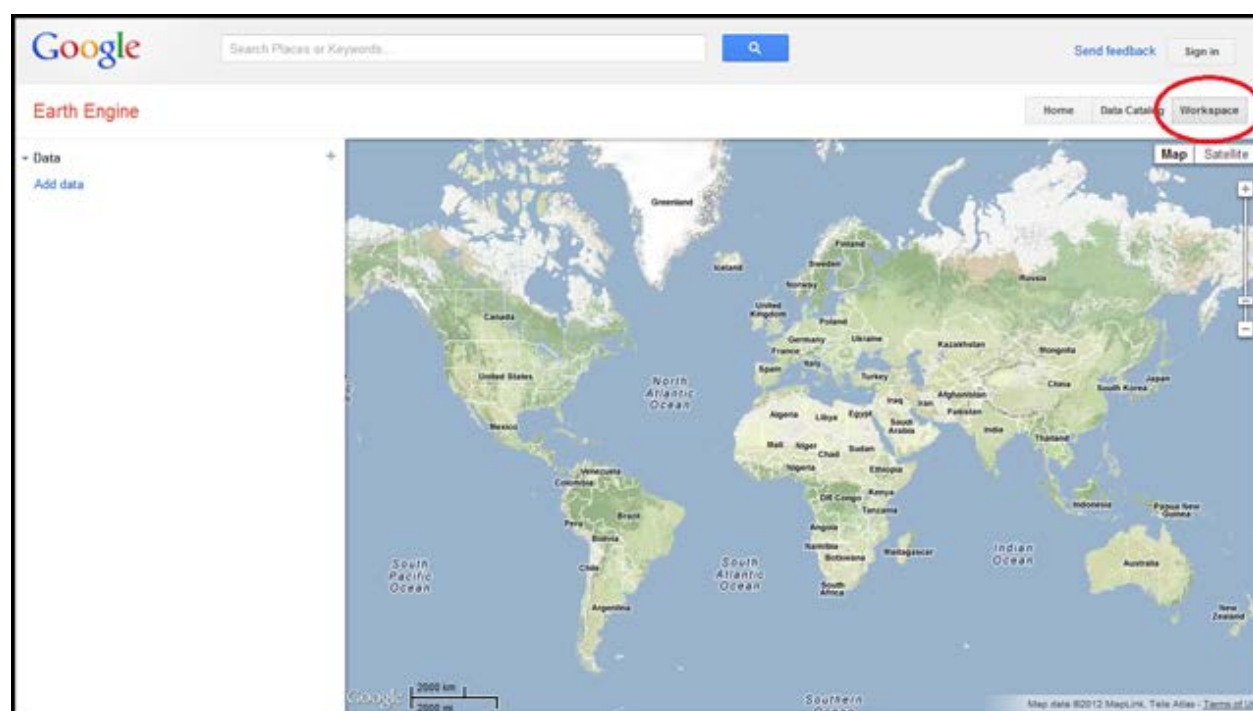 Google
Search Places or Keywords...
Send feedback
Sign in
Earth Engine
Home
Data Catalog
Workspace
Data
Add data
Map
Satellite
Greenland
Iceland
Finland
Sweden
Norway
Russia
United Kingdom
Poland
Germany
Ukraine
France
Kazakhstan
Mongolia
Spain
Italy
Turkey
Canada
United States
North Atlantic Ocean
Mexico
China
South Korea
Japan
Afghanistan
Iraq
Iran
Pakistan
Algeria
Libya
Egypt
Saudi Arabia
India
Thailand
Mali
Niger
Chad
Sudan
Nigeria
Ethiopia
Venezuela
Colombia
DR Congo
Kenya
Tanzania
Indonesia
Papua New Guinea
Peru
Brazil
Bolivia
Angola
Namibia
Botswana
Madagascar
Indian Ocean
Australia
South Pacific Ocean
Chile
South Atlantic Ocean
South Africa
Argentina
New Zealand
Google
2000 km
2000 mi
Southern
Map data ©2012 MapLink, Tele Atlas - Terms of U